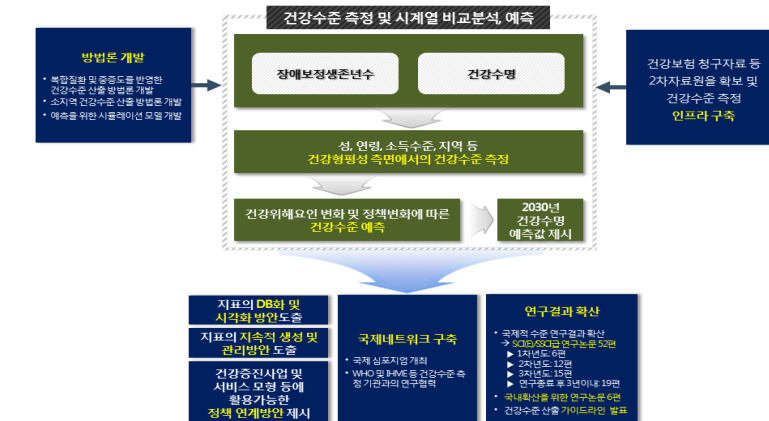 건강수준 측정 및 시계열 비교분석, 예측
방법론 개발
• 복합질환 및 중증도를 반영한
건강수준 산출 방법론 개발
• 소지역 건강수준 산출 방법론 개발
• 예측을 위한 시뮬레이션 모델 개발
장애보정생존년수
건강수명
건강보험 청구자료 등
2차자료원을 확보 및
건강수준 측정
인프라 구축
성, 연령, 소득수준, 지역 등
건강형평성 측면에서의 건강수준 측정
건강위해요인 변화 및 정책변화에 따른
건강수준 예측
2030년
건강수명
예측값 제시
지표의 DB화 및
시각화 방안도출
지표의 지속적 생성 및
관리방안 도출
건강증진사업 및
서비스 모형 등에
활용가능한
정책 연계방안 제시
국제네트워크 구축
• 국제 심포지엄 개최
• WHO 및 IHME 등 건강수준 측
정 기관과의 연구협력
연구결과 확산
• 국제적 수준 연구결과 확산
→ SCI(E)/SSCI급 연구논문 52편
▶ 1차년도: 6편
▶ 2차년도: 12편
▶ 3차년도: 15편
▶ 연구종료 후 3년이내: 19편
• 국내확산을 위한 연구논문 6편
• 건강수준 산출 가이드라인 발표